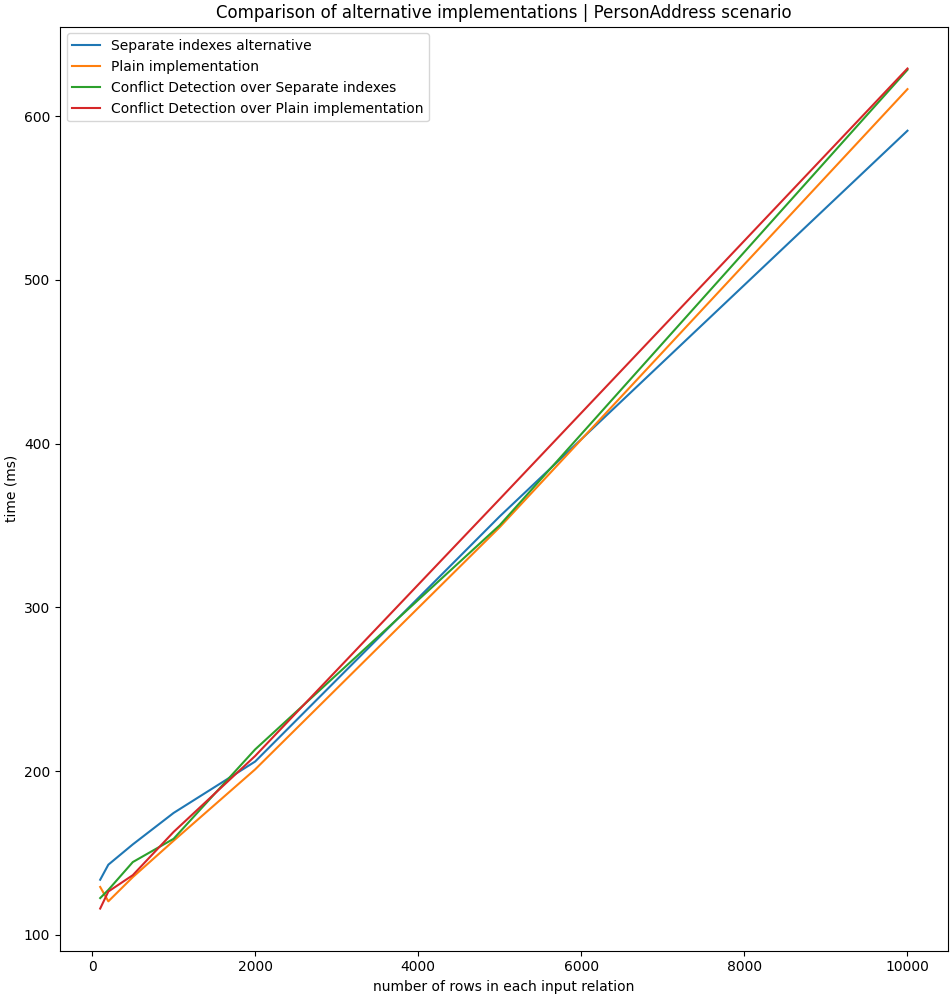 Comparison of alternative implementations | PersonAddress scenario
Separate indexes alternative
Plain implementation
Conflict Detection over Separate indexes
Conflict Detection over Plain implementation
600
500
400
300
200
100
time (ms)
0 2000 4000 6000 8000 10000
number of rows in each input relation